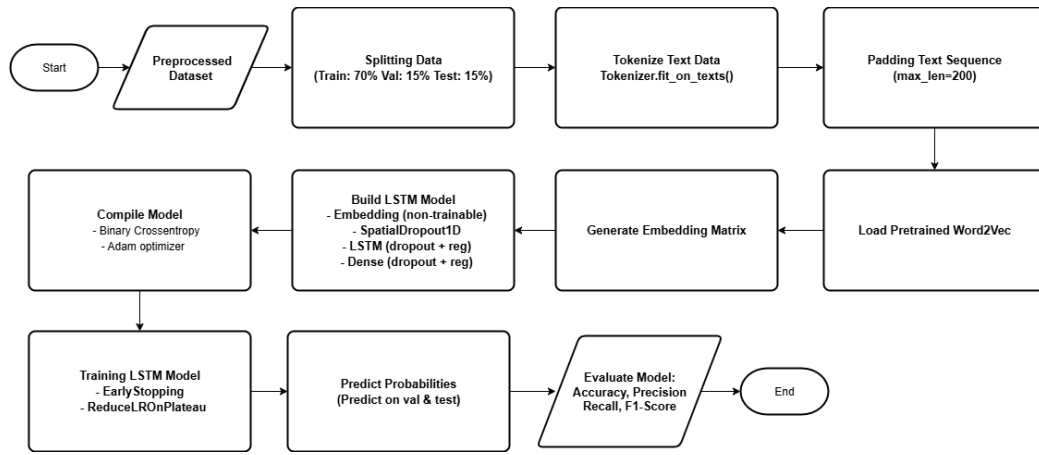 Start
Preprocessed
Dataset
Splitting Data
(Train: 70% Val: 15% Test: 15%)
Tokenize Text Data
Tokenizer.fit_on_texts()
Padding Text Sequence
(max_len=200)
Compile Model
- Binary Crossentropy
- Adam optimizer
Build LSTM Model
- Embedding (non-trainable)
- SpatialDropout1D
- LSTM (dropout + reg)
- Dense (dropout + reg)
Generate Embedding Matrix
Load Pretrained Word2Vec
Training LSTM Model
- EarlyStopping
- ReduceLROnPlateau
Predict Probabilities
(Predict on val & test)
Evaluate Model:
Accuracy, Precision
Recall, F1-Score
End